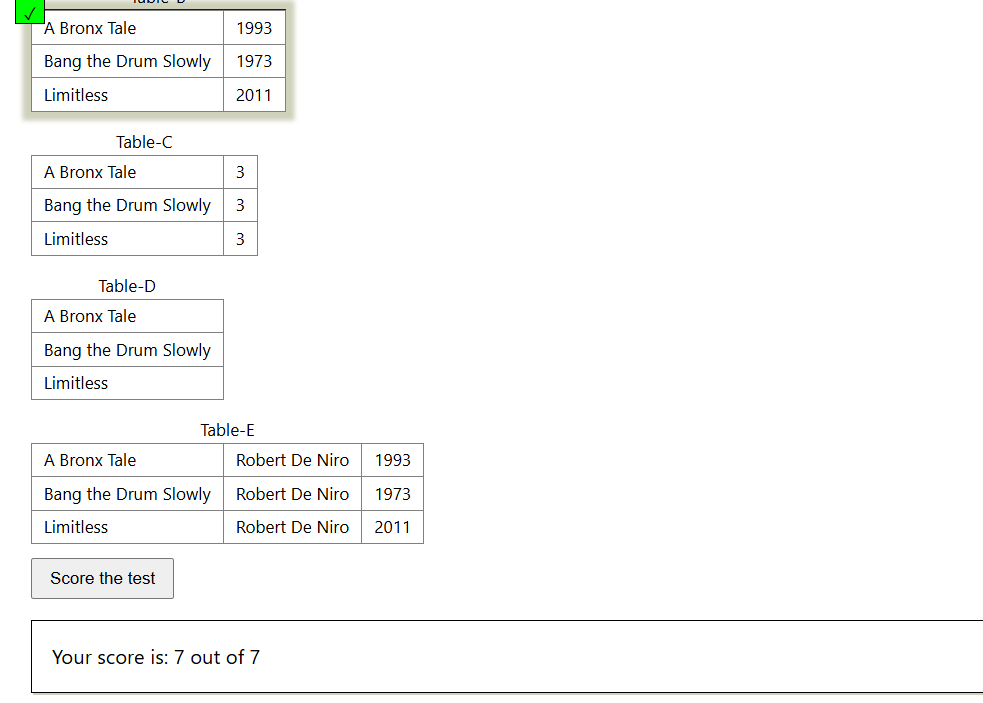 Table-B
✓
A Bronx Tale 1993
Bang the Drum Slowly 1973
Limitless 2011
Table-C
A Bronx Tale 3
Bang the Drum Slowly 3
Limitless 3
Table-D
A Bronx Tale
Bang the Drum Slowly
Limitless
Table-E
A Bronx Tale Robert De Niro 1993
Bang the Drum Slowly Robert De Niro 1973
Limitless Robert De Niro 2011
Score the test
Your score is: 7 out of 7